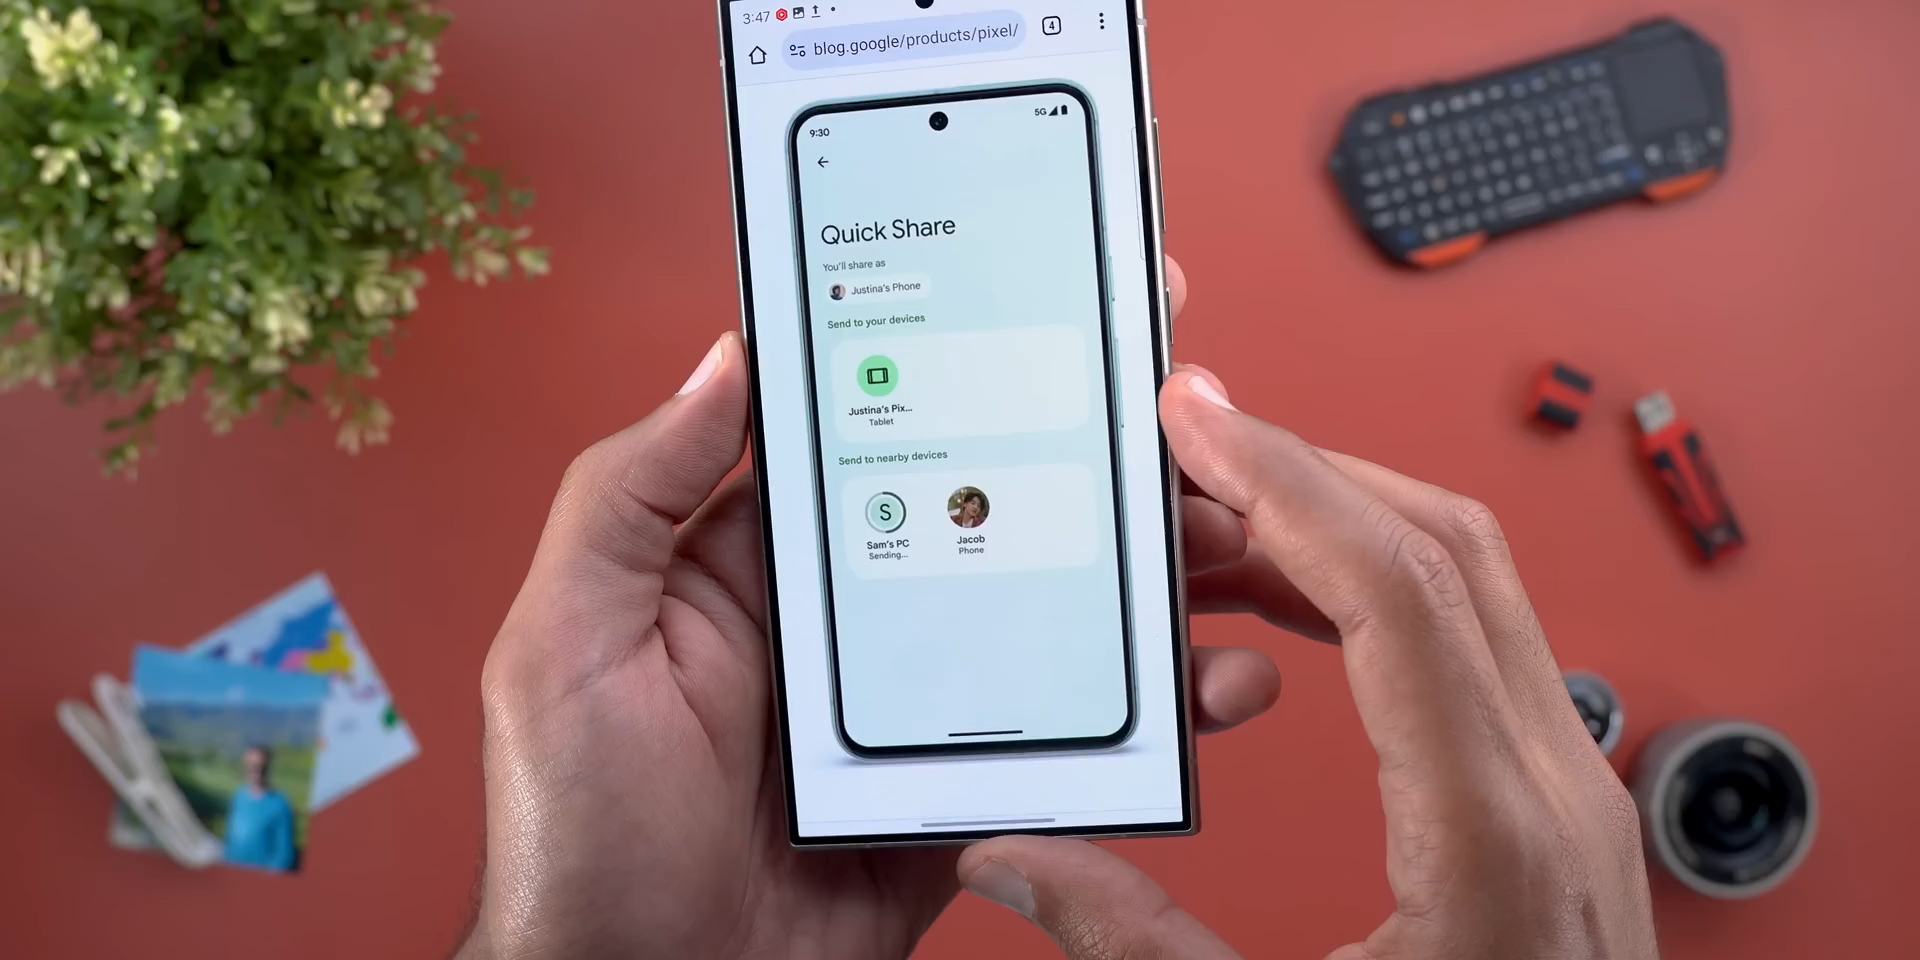 3:47
blog.google/products/pixel/
4
9:30
5G
Quick Share
You'll share as
Justina's Phone
Send to your devices
Justina's Pix...
Tablet
Send to nearby devices
S
Sam's PC
Sending...
Jacob
Phone